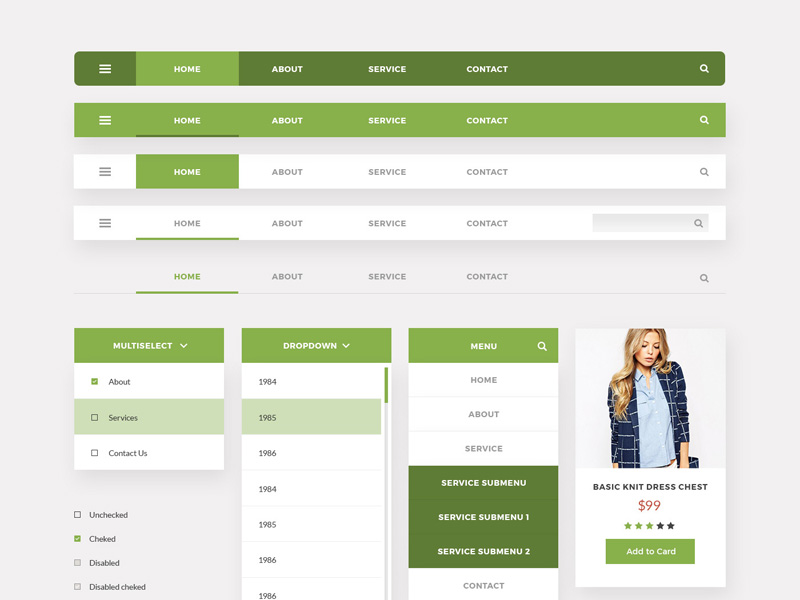 HOME ABOUT SERVICE CONTACT
HOME ABOUT SERVICE CONTACT
HOME ABOUT SERVICE CONTACT
HOME ABOUT SERVICE CONTACT
HOME ABOUT SERVICE CONTACT
MULTISELECT
About
Services
Contact Us
Unchecked
Cheked
Disabled
Disabled cheked
DROPDOWN
1984
1985
1986
1984
1985
1986
1986
MENU
HOME
ABOUT
SERVICE
SERVICE SUBMENU
SERVICE SUBMENU 1
SERVICE SUBMENU 2
CONTACT
BASIC KNIT DRESS CHEST
$99
Add to Card